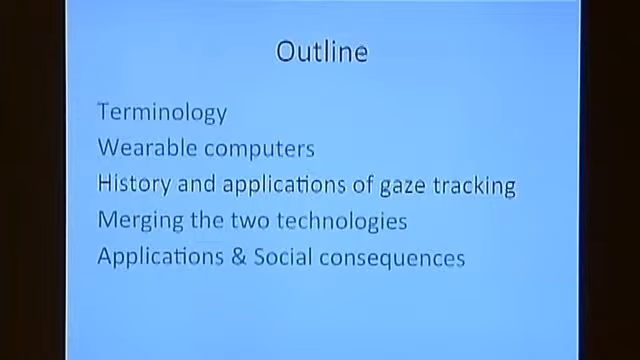 Outline
Terminology
Wearable computers
History and applications of gaze tracking
Merging the two technologies
Applications & Social consequences